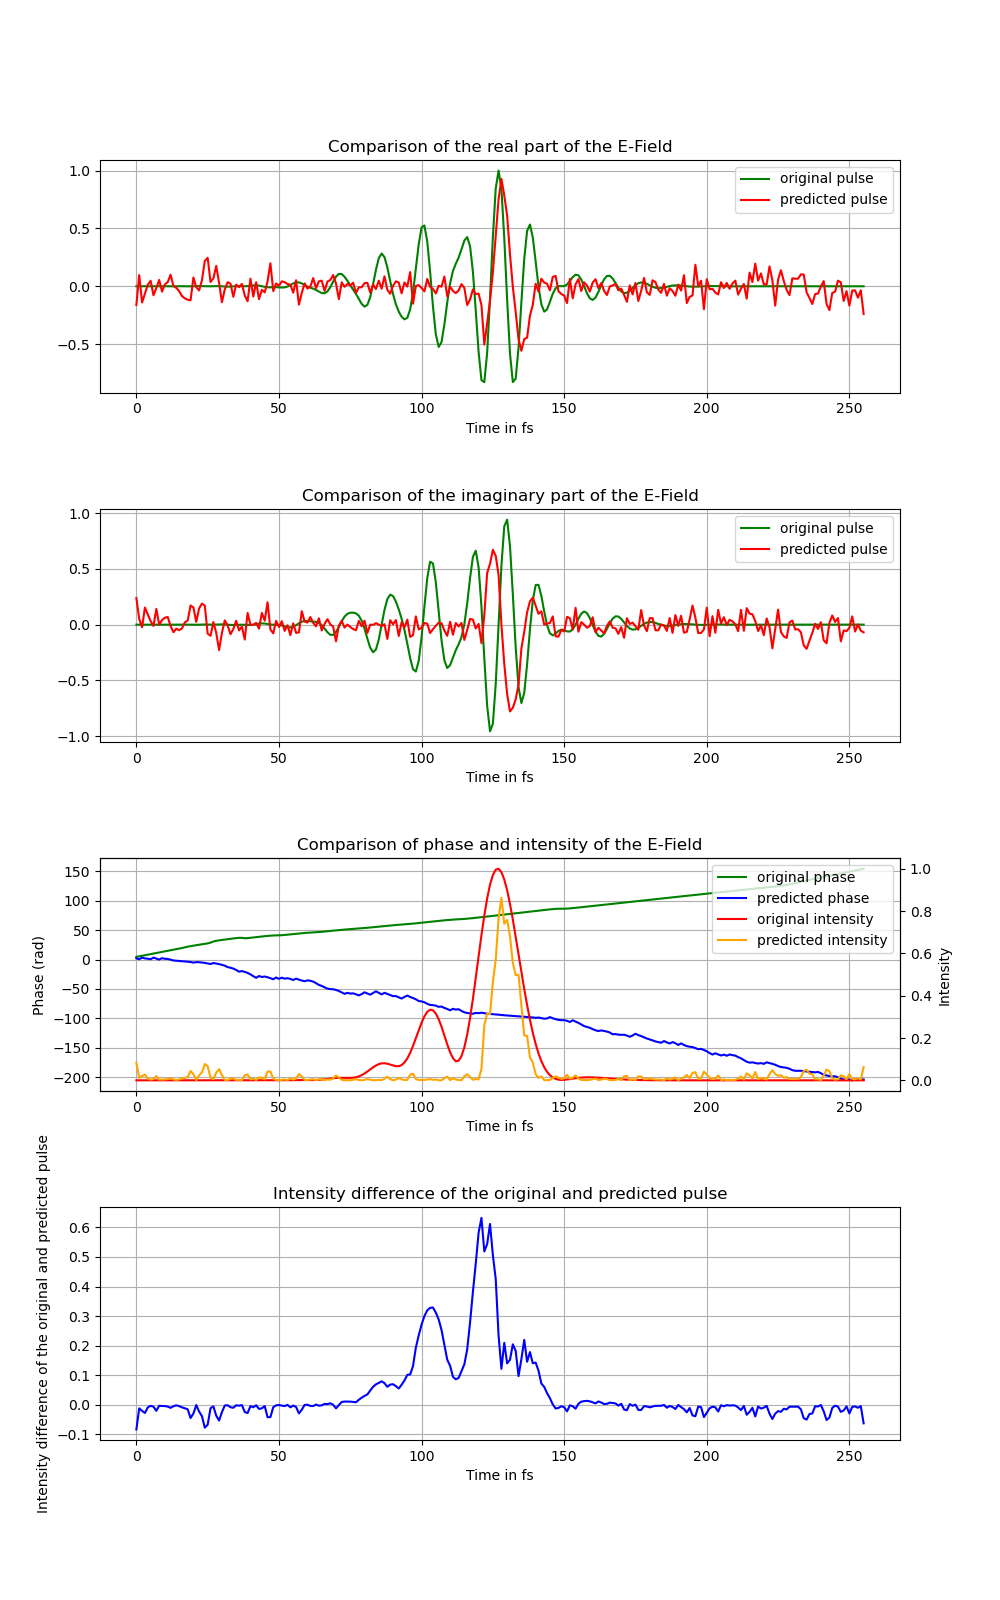 Comparison of the real part of the E-Field
1.0
0.5
0.0
−0.5
original pulse
predicted pulse
0 50 100 150 200 250
Time in fs
Comparison of the imaginary part of the E-Field
1.0
0.5
0.0
−0.5
−1.0
original pulse
predicted pulse
0 50 100 150 200 250
Time in fs
Comparison of phase and intensity of the E-Field
Phase (rad)
150
100
50
0
−50
−100
−150
−200
original phase
predicted phase
original intensity
predicted intensity
1.0
0.8
0.6
0.4
0.2
0.0
Intensity
0 50 100 150 200 250
Time in fs
Intensity difference of the original and predicted pulse
Intensity difference of the original and predicted pulse
0.6
0.5
0.4
0.3
0.2
0.1
0.0
−0.1
0 50 100 150 200 250
Time in fs